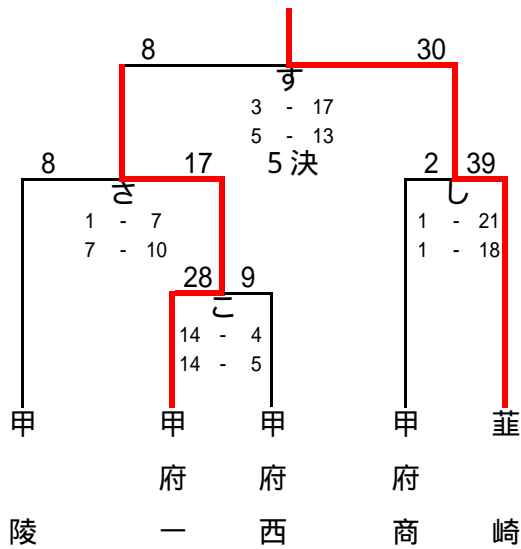 8 30
す
3 - 17
5 - 13
5決
8 17 2 39
さ し
1 - 7 1 - 21
7 - 10 1 - 18
28 9
こ
14 - 4
14 - 5
甲陵
甲府一
甲府西
甲府商
韮崎